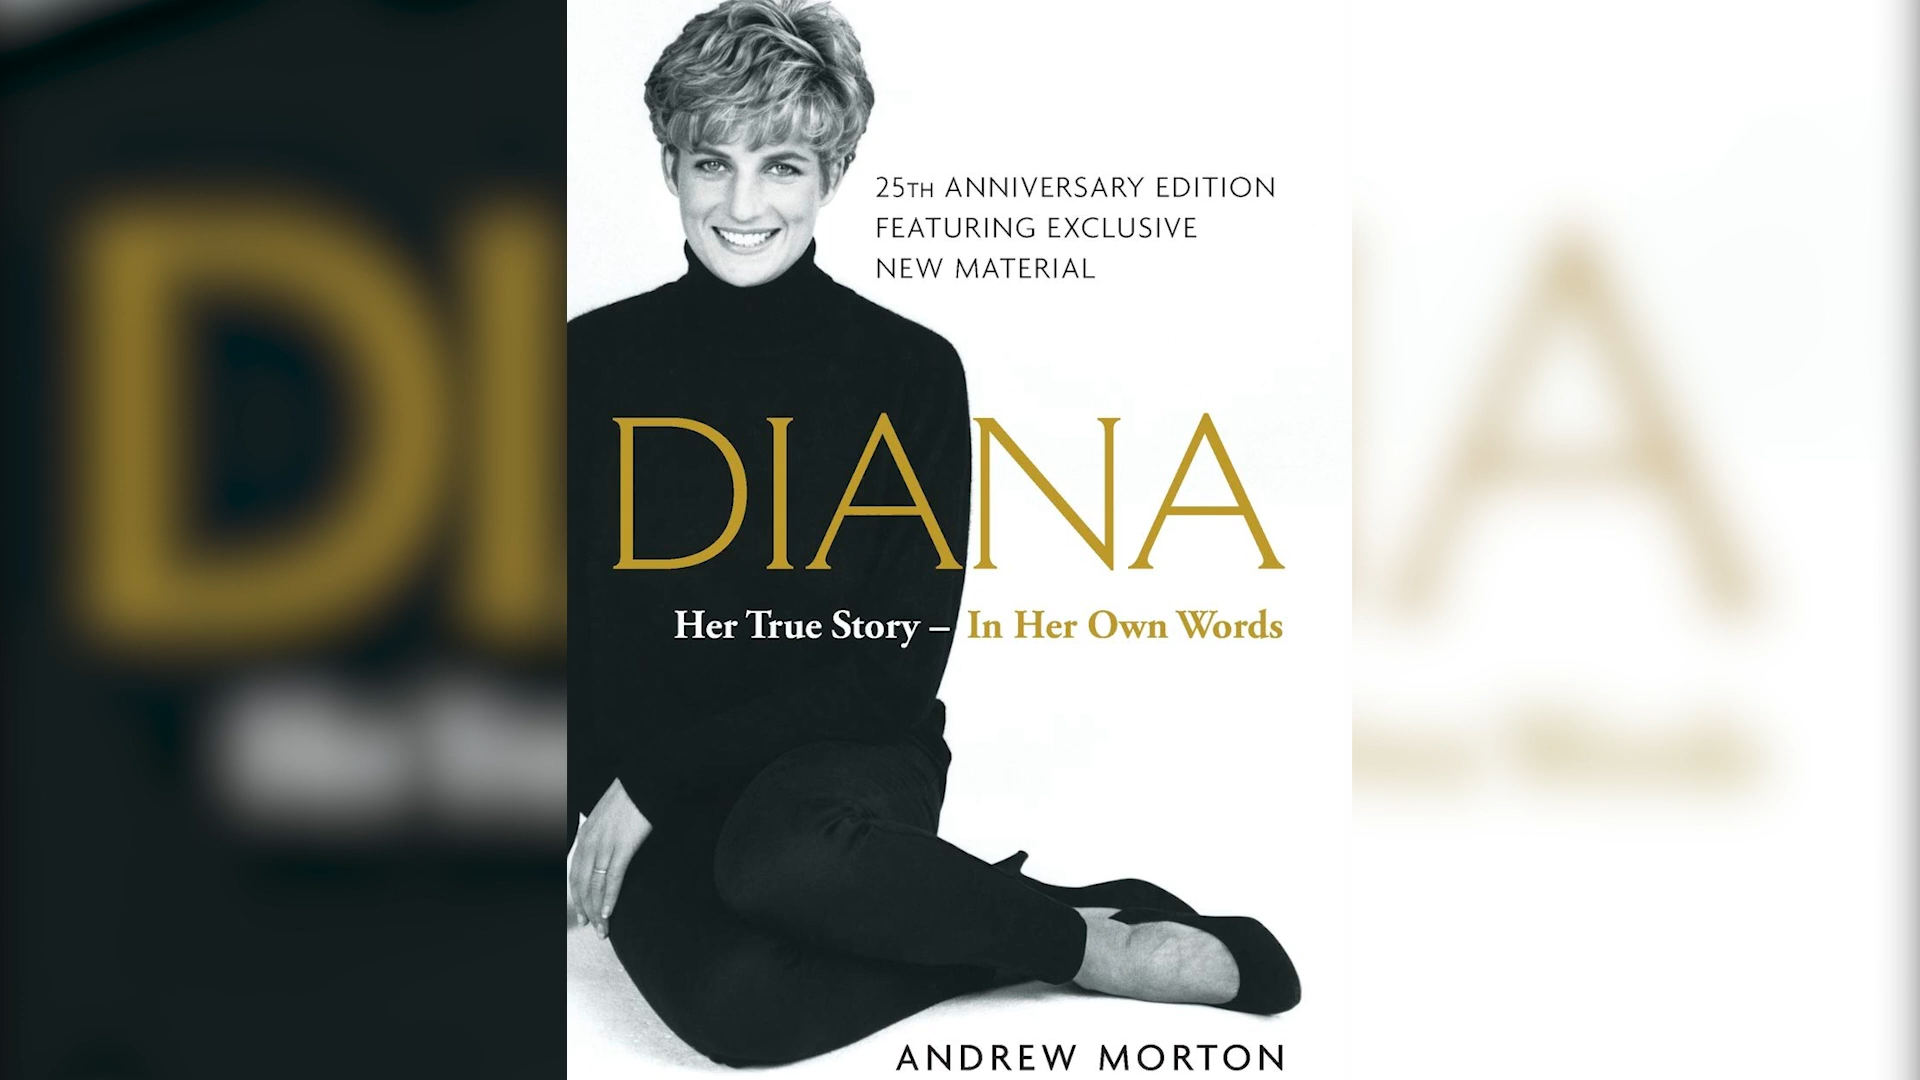 25TH ANNIVERSARY EDITION
FEATURING EXCLUSIVE
NEW MATERIAL
DIANA
Her True Story – In Her Own Words
ANDREW MORTON